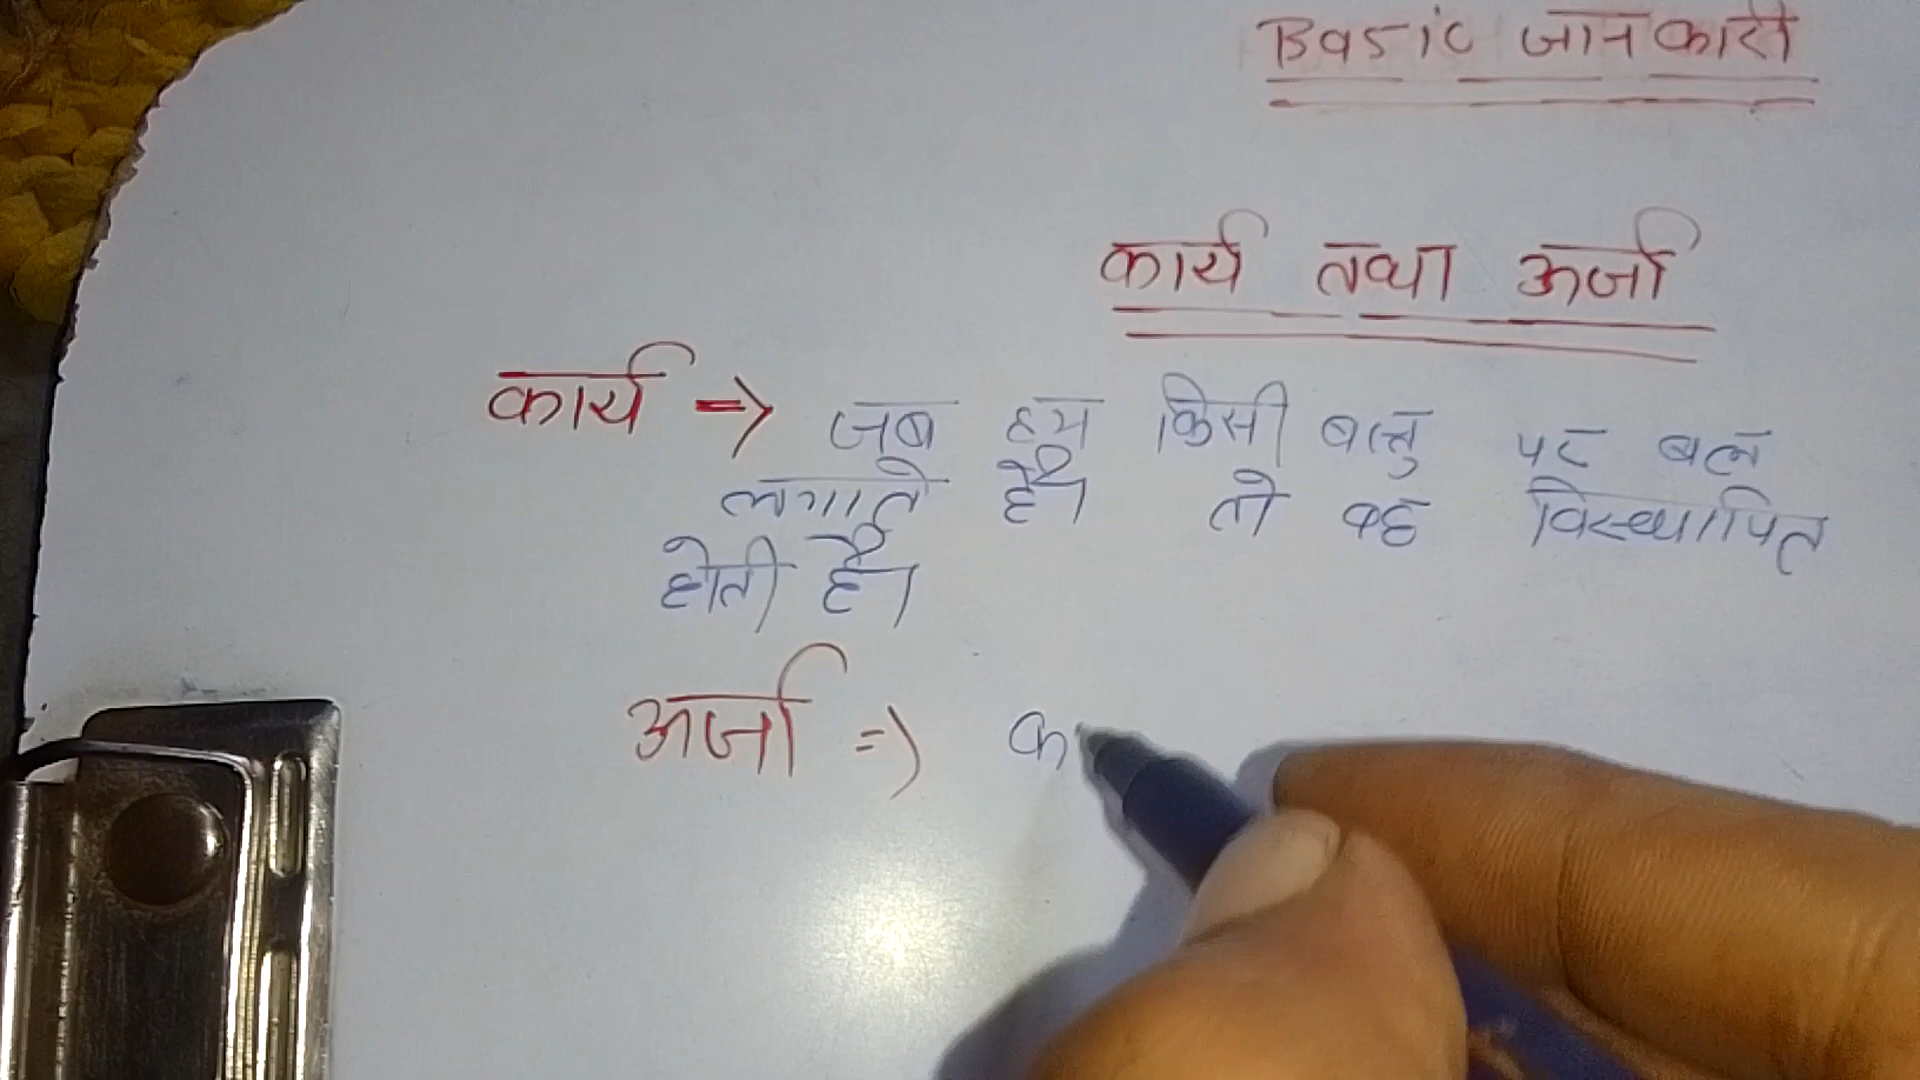 Basic जानकारी
कार्य तथा ऊर्जा
कार्य => जब हम किसी वस्तु पर बल
लगाते है। तो वह विस्थापित
होती है।
ऊर्जा => क